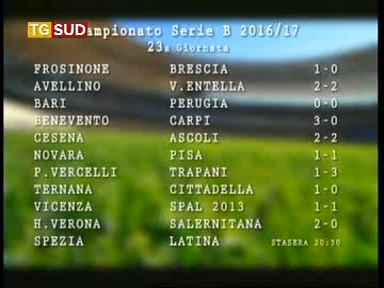 TG SUD
Campionato Serie B 2016/17
23a Giornata
FROSINONE BRESCIA 1-0
AVELLINO V.ENTELLA 2-2
BARI PERUGIA 0-0
BENEVENTO CARPI 3-0
CESENA ASCOLI 2-2
NOVARA PISA 1-1
P.VERCELLI TRAPANI 1-3
TERNANA CITTADELLA 1-0
VICENZA SPAL 2013 1-1
H.VERONA SALERNITANA 2-0
SPEZIA LATINA STASERA 20:30